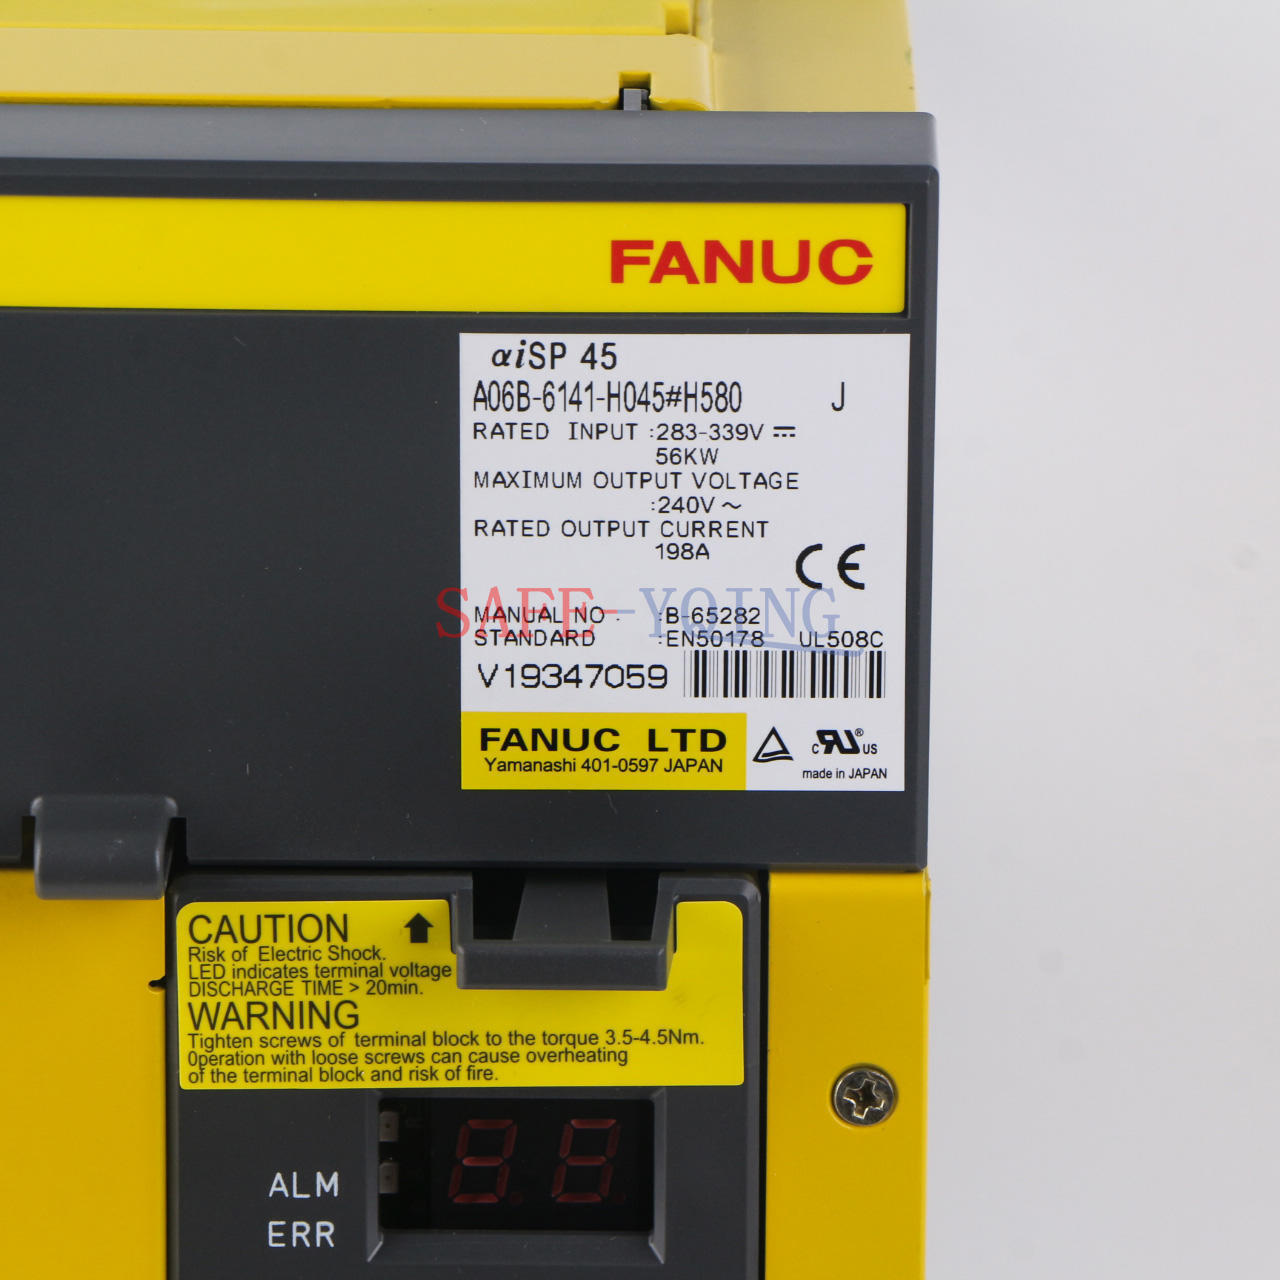 FANUC
αiSP 45
A06B-6141-H045#H580 J
RATED INPUT :283-339V ⎓
56KW
MAXIMUM OUTPUT VOLTAGE
:240V ~
RATED OUTPUT CURRENT
198A
CE
SAFE-YQING
MANUAL NO. :B-65282
STANDARD :EN50178 UL508C
V19347059
FANUC LTD
Yamanashi 401-0597 JAPAN
c RU ® US
made in JAPAN
CAUTION
Risk of Electric Shock.
LED indicates terminal voltage
DISCHARGE TIME > 20min.
WARNING
Tighten screws of terminal block to the torque 3.5-4.5Nm.
Operation with loose screws can cause overheating
of the terminal block and risk of fire.
8.8.
ALM
ERR